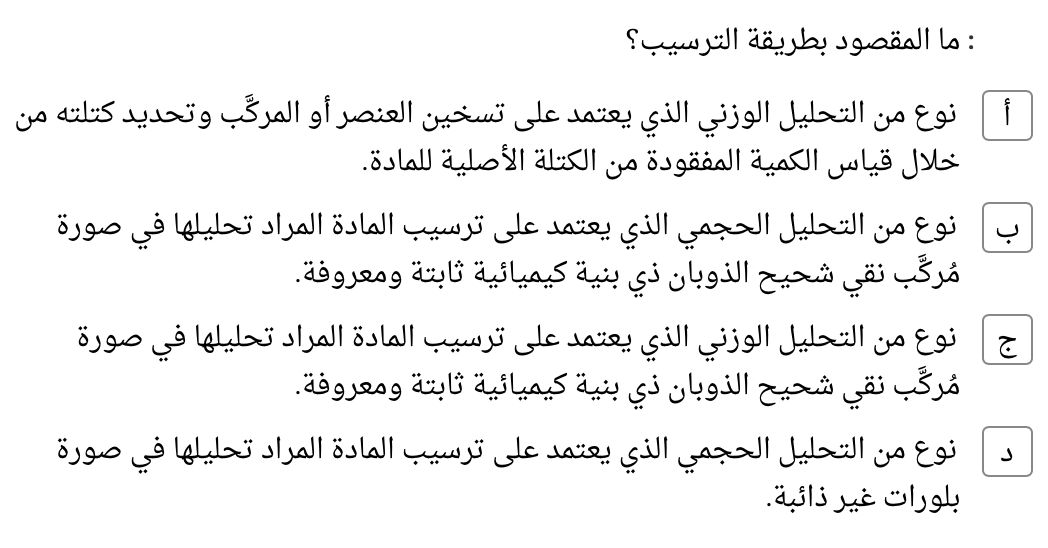 : ما المقصود بطريقة الترسيب؟
أ نوع من التحليل الوزني الذي يعتمد على تسخين العنصر أو المركَّب وتحديد كتلته من
خلال قياس الكمية المفقودة من الكتلة الأصلية للمادة.
ب نوع من التحليل الحجمي الذي يعتمد على ترسيب المادة المراد تحليلها في صورة
مُركَّب نقي شحيح الذوبان ذي بنية كيميائية ثابتة ومعروفة.
ج نوع من التحليل الوزني الذي يعتمد على ترسيب المادة المراد تحليلها في صورة
مُركَّب نقي شحيح الذوبان ذي بنية كيميائية ثابتة ومعروفة.
د نوع من التحليل الحجمي الذي يعتمد على ترسيب المادة المراد تحليلها في صورة
بلورات غير ذائبة.